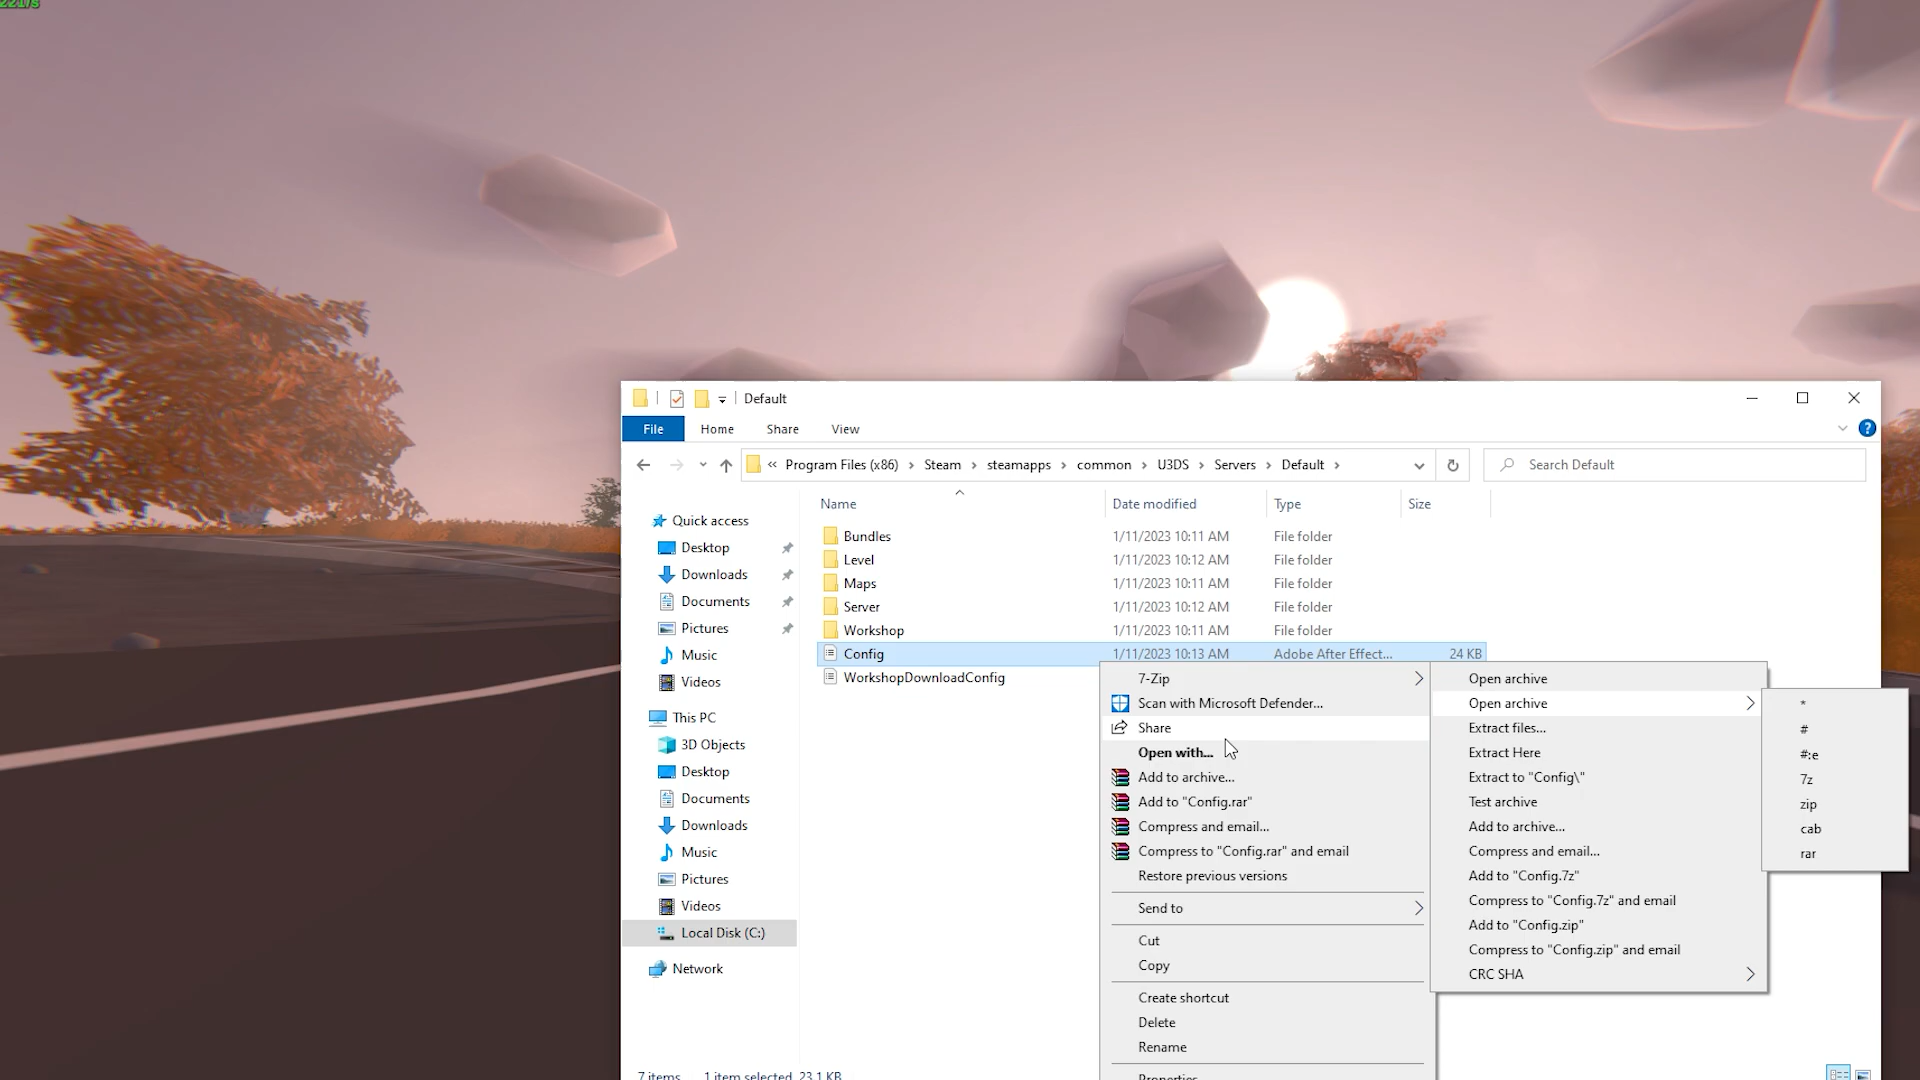 221/s
Default
File
Home
Share
View
« Program Files (x86) › Steam › steamapps › common › U3DS › Servers › Default ›
Search Default
Name
Date modified
Type
Size
Quick access
Desktop
Downloads
Documents
Pictures
Music
Videos
This PC
3D Objects
Desktop
Documents
Downloads
Music
Pictures
Videos
Local Disk (C:)
Network
Bundles 1/11/2023 10:11 AM File folder
Level 1/11/2023 10:12 AM File folder
Maps 1/11/2023 10:11 AM File folder
Server 1/11/2023 10:12 AM File folder
Workshop 1/11/2023 10:11 AM File folder
Config 1/11/2023 10:13 AM Adobe After Effect... 24 KB
WorkshopDownloadConfig
7-Zip
Scan with Microsoft Defender...
Share
Open with...
Add to archive...
Add to "Config.rar"
Compress and email...
Compress to "Config.rar" and email
Restore previous versions
Send to
Cut
Copy
Create shortcut
Delete
Rename
Properties
Open archive
Open archive
Extract files...
Extract Here
Extract to "Config\"
Test archive
Add to archive...
Compress and email...
Add to "Config.7z"
Compress to "Config.7z" and email
Add to "Config.zip"
Compress to "Config.zip" and email
CRC SHA
*
#
#:e
7z
zip
cab
rar
7 items
1 item selected 23.1 KB